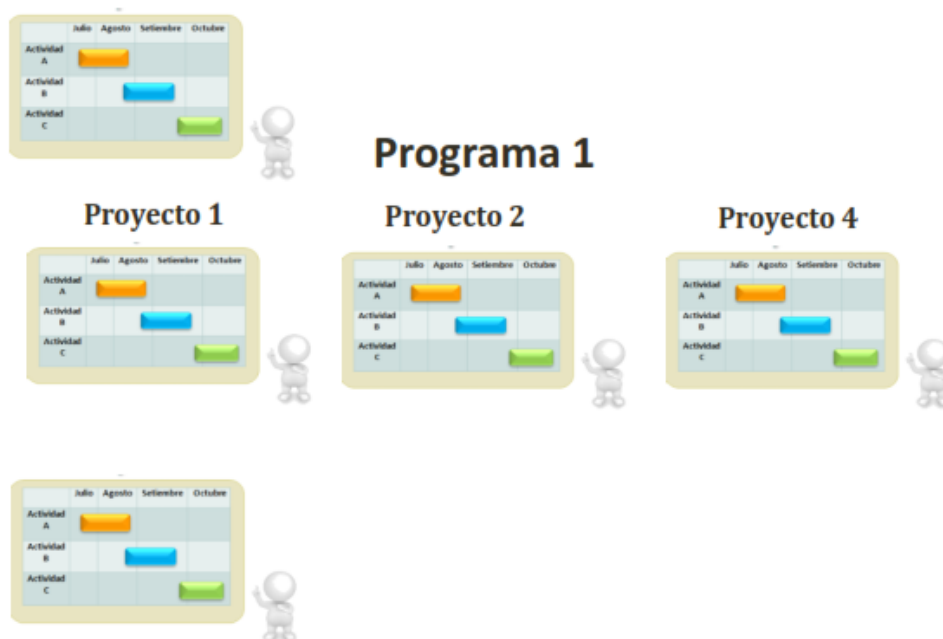 Julio Agosto Setiembre Octubre
Actividad
A
Actividad
B
Actividad
C
Programa 1
Proyecto 1
Proyecto 2
Proyecto 4
Julio Agosto Setiembre Octubre
Actividad
A
Actividad
B
Actividad
C
Julio Agosto Setiembre Octubre
Actividad
A
Actividad
B
Actividad
C
Julio Agosto Setiembre Octubre
Actividad
A
Actividad
B
Actividad
C
Julio Agosto Setiembre Octubre
Actividad
A
Actividad
B
Actividad
C